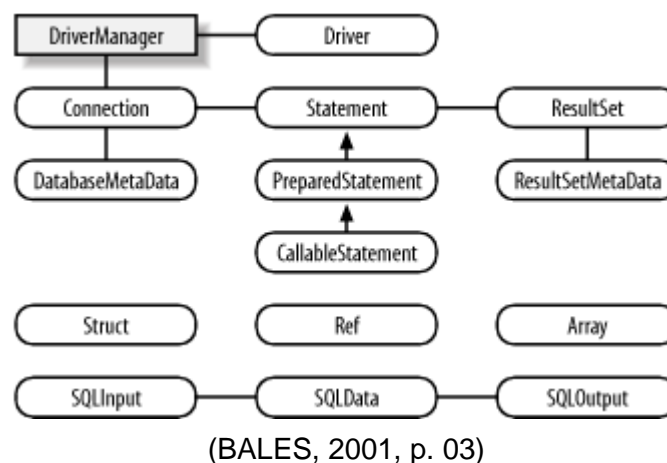 DriverManager
Driver
Connection
Statement
ResultSet
DatabaseMetaData
PreparedStatement
ResultSetMetaData
CallableStatement
Struct
Ref
Array
SQLInput
SQLData
SQLOutput
(BALES, 2001, p. 03)